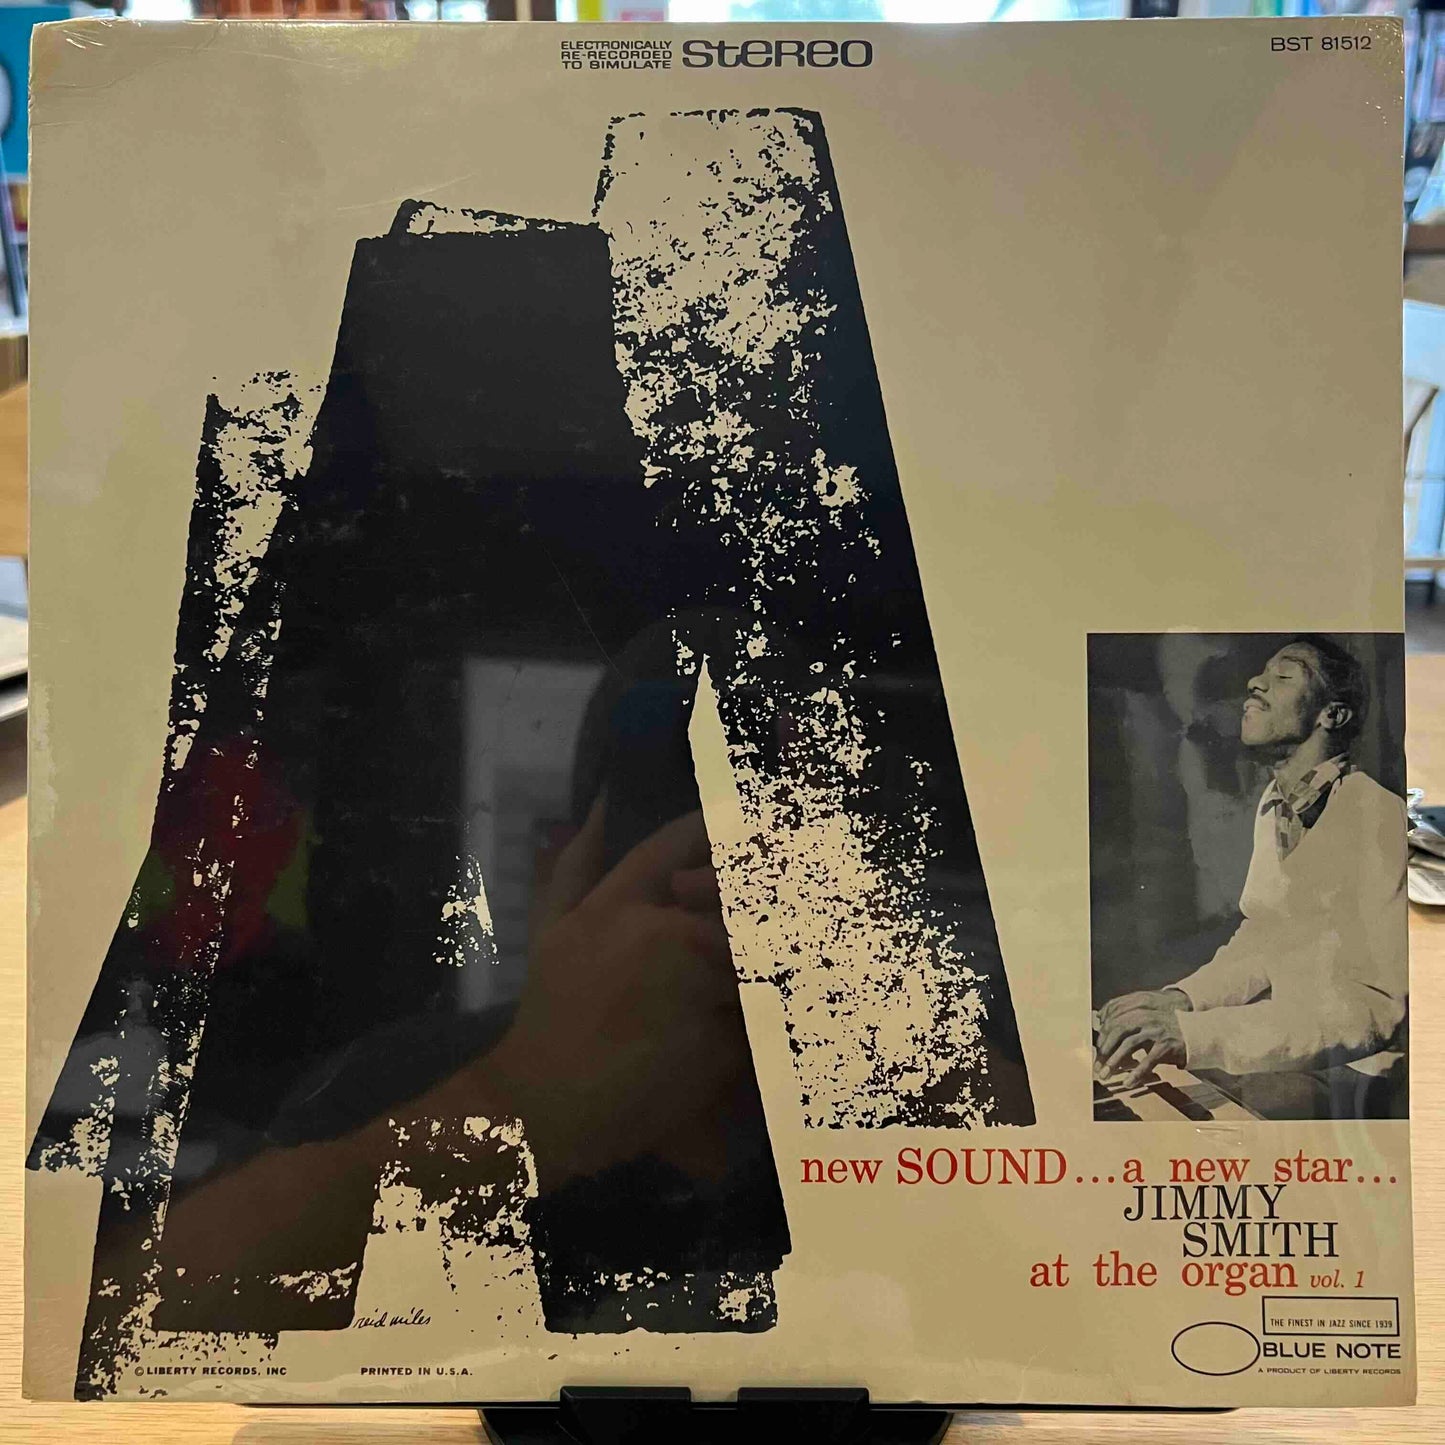 ELECTRONICALLY
RE-RECORDED
TO SIMULATE
STEREO
BST 81512
new SOUND...a new star...
JIMMY
SMITH
at the organ vol. 1
reid miles
THE FINEST IN JAZZ SINCE 1939
BLUE NOTE
A PRODUCT OF LIBERTY RECORDS
©LIBERTY RECORDS, INC
PRINTED IN U.S.A.